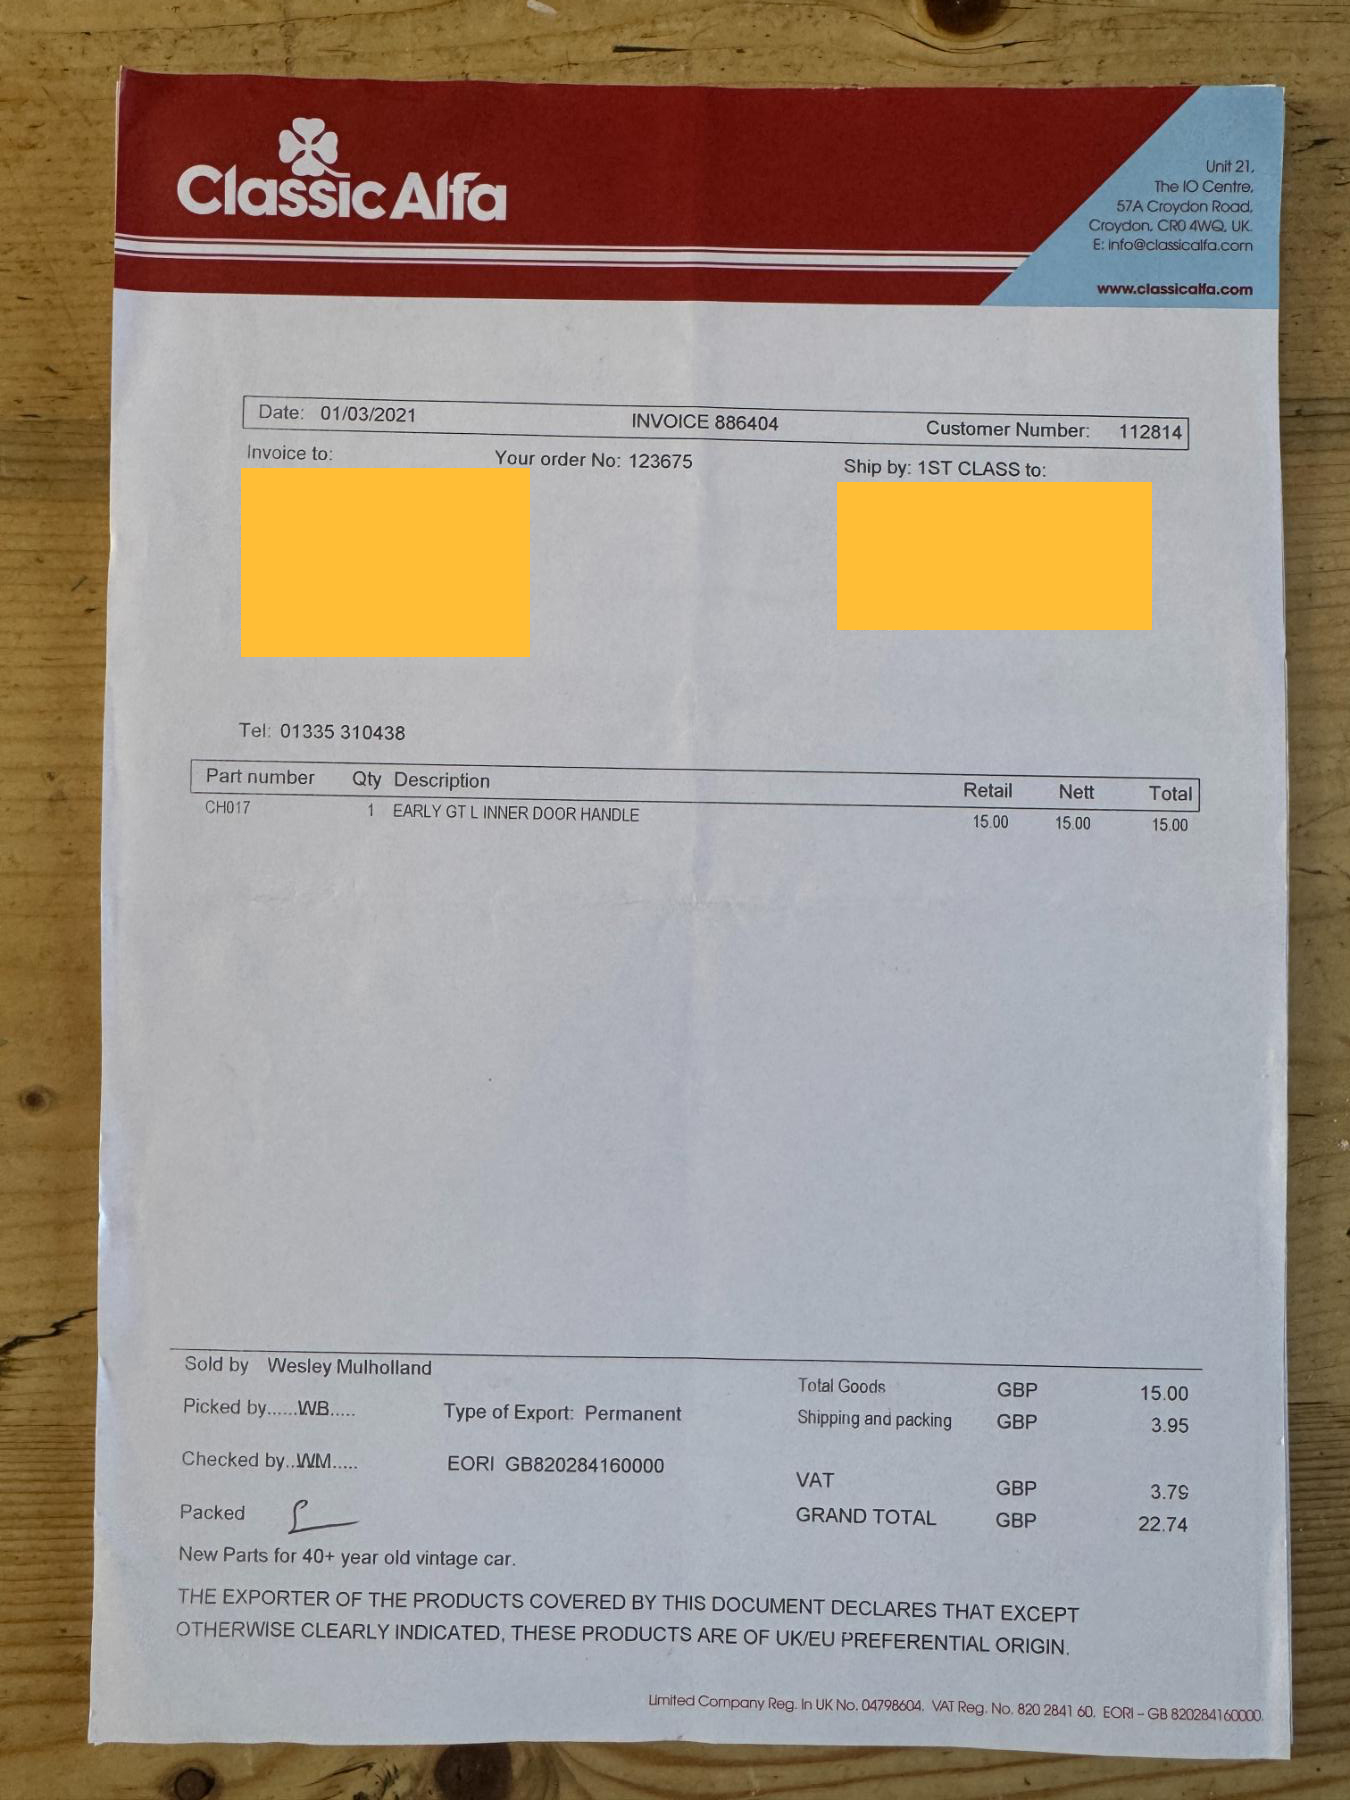 Classic Alfa
Unit 21,
The IO Centre,
57A Croydon Road,
Croydon, CR0 4WQ, UK.
E: info@classicalfa.com
www.classicalfa.com
Date: 01/03/2021 INVOICE 886404 Customer Number: 112814
Invoice to: Your order No: 123675 Ship by: 1ST CLASS to:
Tel: 01335 310438
Part number Qty Description Retail Nett Total
CH017 1 EARLY GT L INNER DOOR HANDLE 15.00 15.00 15.00
Sold by Wesley Mulholland
Total Goods GBP 15.00
Picked by......WB..... Type of Export: Permanent
Shipping and packing GBP 3.95
Checked by..WM..... EORI GB820284160000
VAT GBP 3.79
Packed
GRAND TOTAL GBP 22.74
New Parts for 40+ year old vintage car.
THE EXPORTER OF THE PRODUCTS COVERED BY THIS DOCUMENT DECLARES THAT EXCEPT
OTHERWISE CLEARLY INDICATED, THESE PRODUCTS ARE OF UK/EU PREFERENTIAL ORIGIN.
Limited Company Reg. In UK No. 04798604. VAT Reg. No. 820 2841 60. EORI – GB 820284160000.